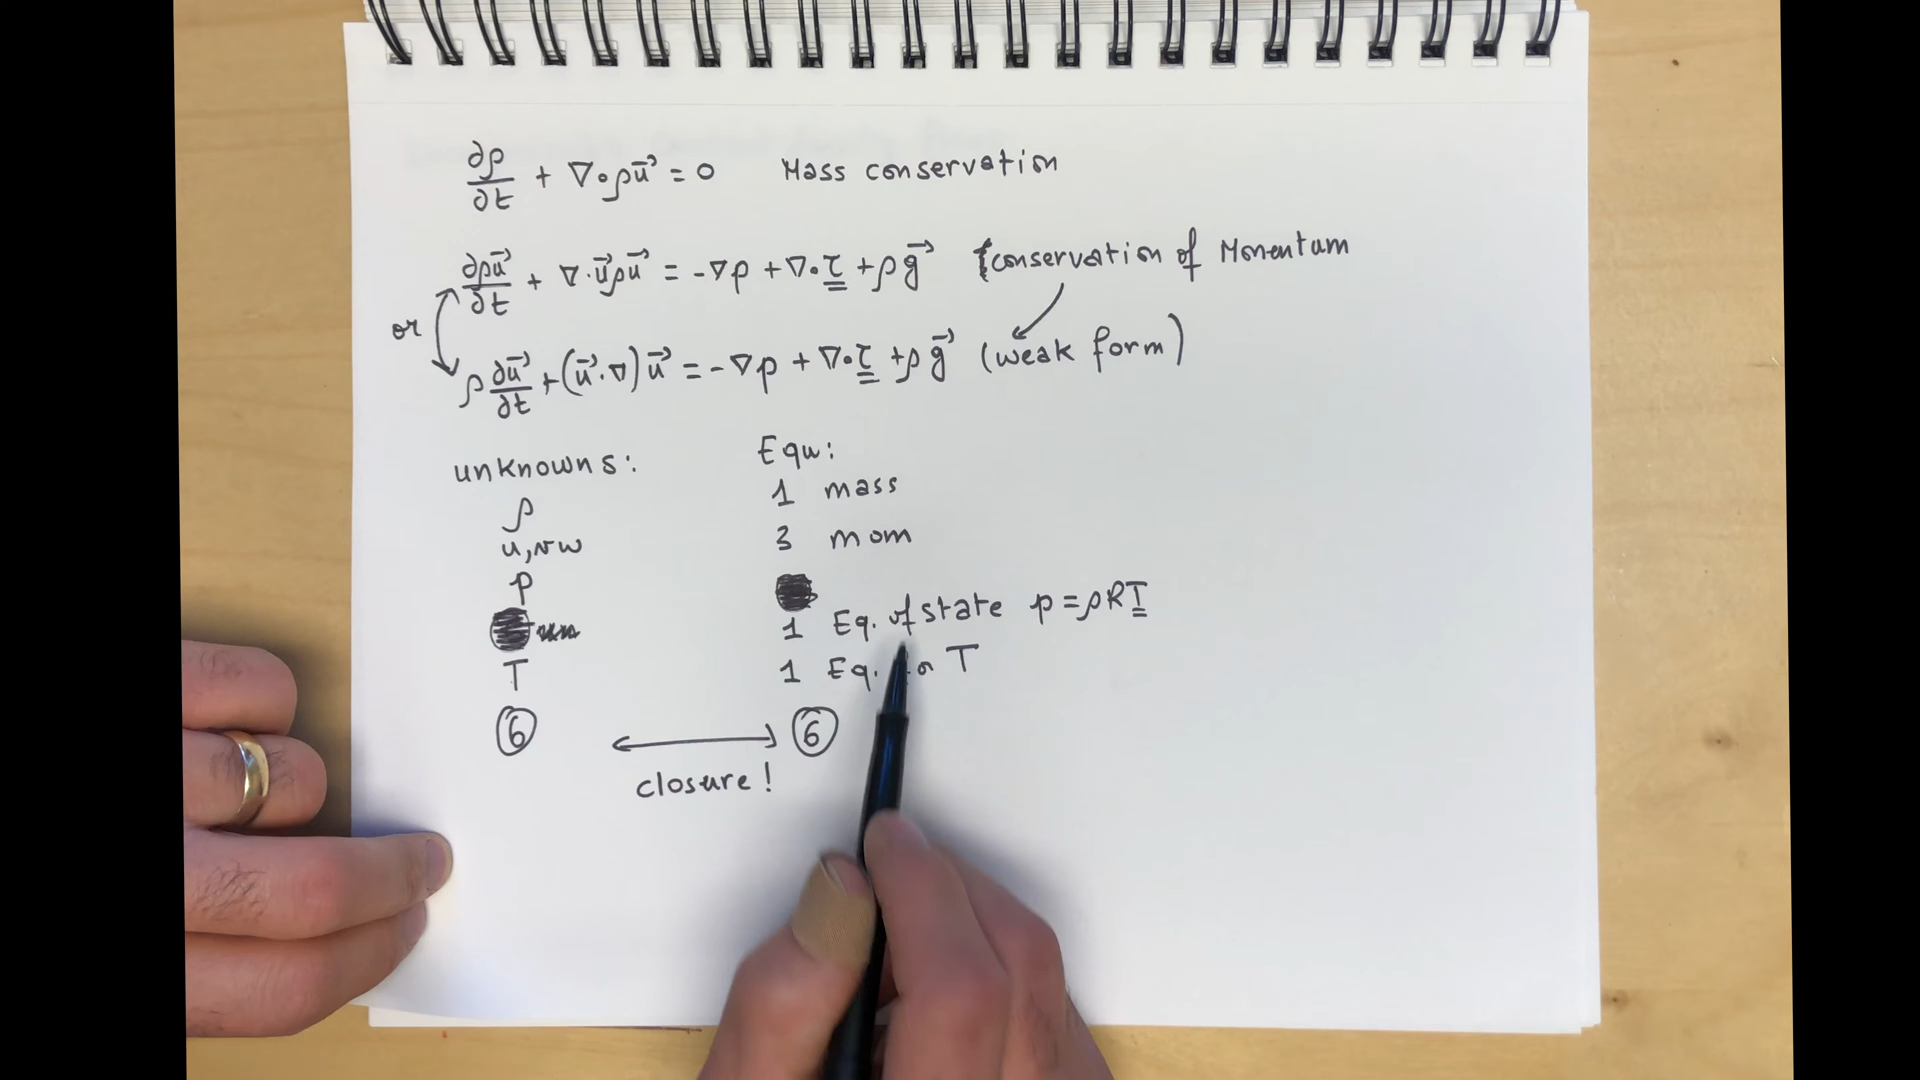 ∂ρ/∂t + ∇∘ρu⃗ = 0 Mass conservation
∂ρu⃗/∂t + ∇·u⃗ρu⃗ = -∇p + ∇·τ̳ + ρg⃗ (conservation of Momentum
or
ρ ∂u⃗/∂t + (u⃗·∇)u⃗ = -∇p + ∇·τ̳ + ρg⃗ (weak form)
unknowns:
ρ
u,v w
p
T
6
Equ:
1 mass
3 mom
1 Eq. of state p = ρRT
1 Eq. T
6
closure!